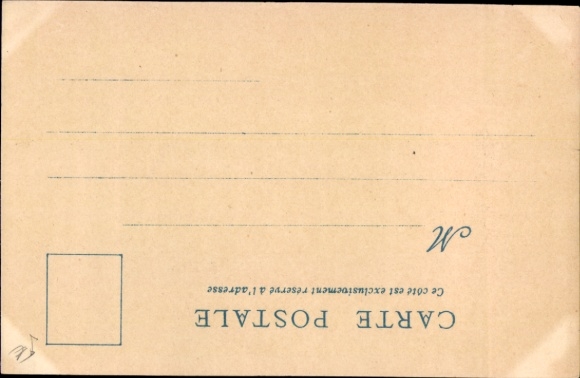 CARTE POSTALE
Ce côté est exclusivement réservé à l'adresse
M